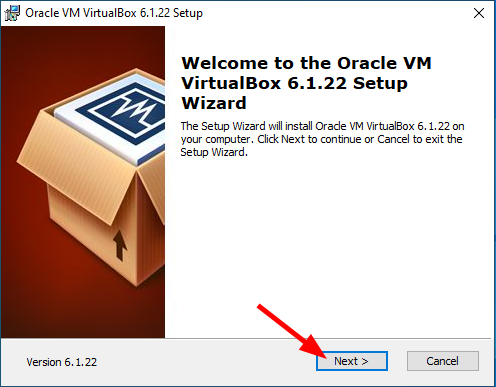 Oracle VM VirtualBox 6.1.22 Setup
Welcome to the Oracle VM
VirtualBox 6.1.22 Setup
Wizard
The Setup Wizard will install Oracle VM VirtualBox 6.1.22 on
your computer. Click Next to continue or Cancel to exit the
Setup Wizard.
VM
Version 6.1.22
Next >
Cancel